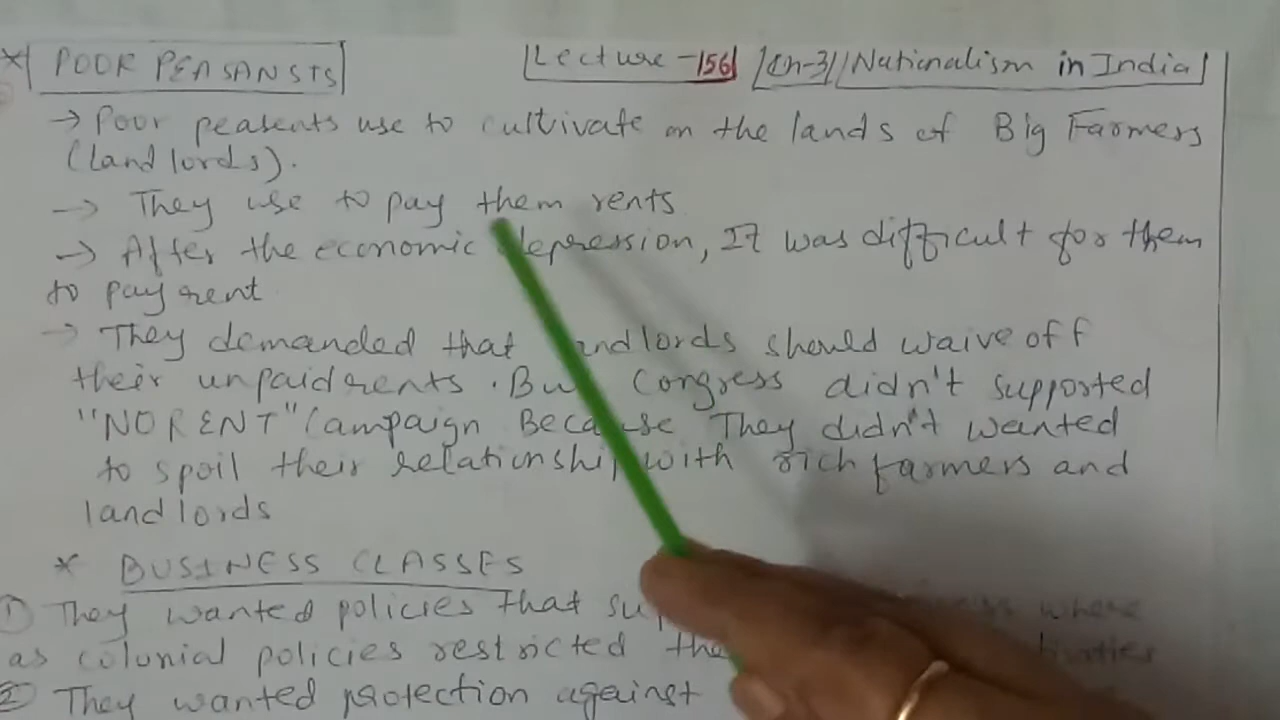 * POOR PEASANSTS
Lecture -156 Ch-3 Nationalism in India
→ Poor peasents use to cultivate on the lands of Big Farmers
(land lords).
→ They use to pay them rents
→ After the economic depression, It was difficult for them
to pay rent
→ They demanded that landlords should waive off
their unpaid rents. But Congress didn't supported
"NO RENT" Campaign Because They didn't wanted
to spoil their relationship with rich farmers and
landlords
* BUSINESS CLASSES
① They wanted policies that where
as colonial policies restricted
② They wanted protection against